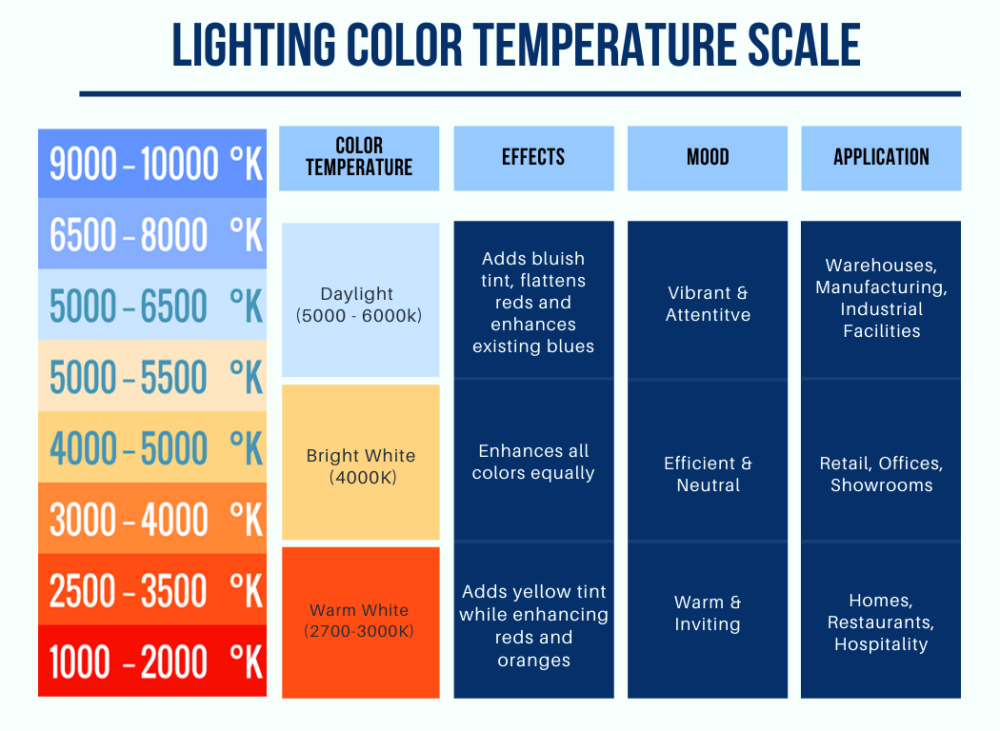 LIGHTING COLOR TEMPERATURE SCALE
9000 – 10000 °K
6500 – 8000 °K
5000 – 6500 °K
5000 – 5500 °K
4000 – 5000 °K
3000 – 4000 °K
2500 – 3500 °K
1000 – 2000 °K
COLOR
TEMPERATURE
EFFECTS
MOOD
APPLICATION
Daylight
(5000 - 6000k)
Adds bluish
tint, flattens
reds and
enhances
existing blues
Vibrant &
Attentitve
Warehouses,
Manufacturing,
Industrial
Facilities
Bright White
(4000K)
Enhances all
colors equally
Efficient &
Neutral
Retail, Offices,
Showrooms
Warm White
(2700-3000K)
Adds yellow tint
while enhancing
reds and
oranges
Warm &
Inviting
Homes,
Restaurants,
Hospitality